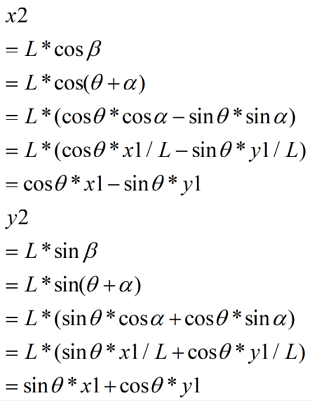 x2
= L*cosβ
= L*cos(θ+α)
= L*(cosθ*cosα−sinθ*sinα)
= L*(cosθ*x1/L−sinθ*y1/L)
= cosθ*x1−sinθ*y1
y2
= L*sinβ
= L*sin(θ+α)
= L*(sinθ*cosα+cosθ*sinα)
= L*(sinθ*x1/L+cosθ*y1/L)
= sinθ*x1+cosθ*y1